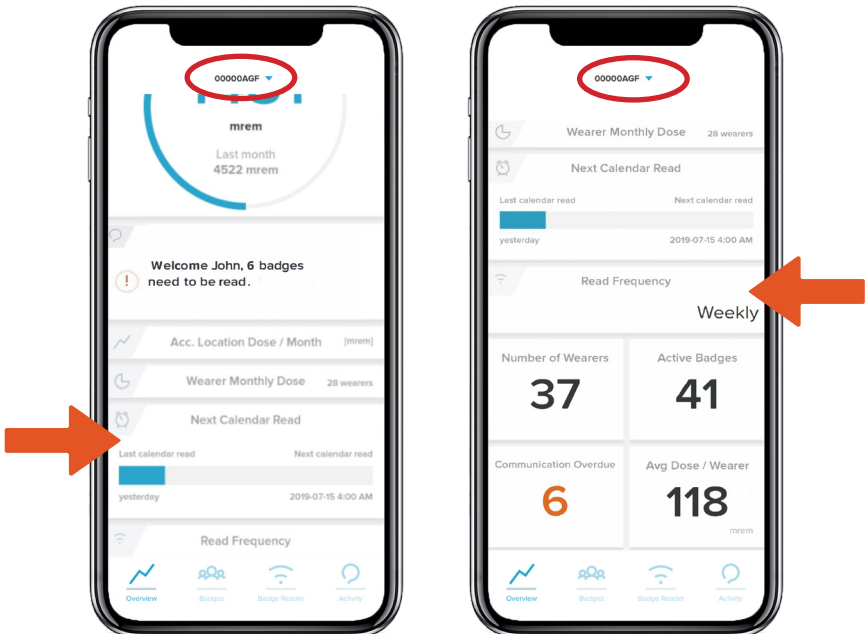 00000AGF
mrem
Last month
4522 mrem
Welcome John, 6 badges
need to be read.
Acc. Location Dose / Month [mrem]
Wearer Monthly Dose 28 wearers
Next Calendar Read
Last calendar read Next calendar read
yesterday 2019-07-15 4:00 AM
Read Frequency
Overview Badges Badge Reader Activity
00000AGF
Wearer Monthly Dose 28 wearers
Next Calendar Read
Last calendar read Next calendar read
yesterday 2019-07-15 4:00 AM
Read Frequency
Weekly
Number of Wearers Active Badges
37 41
Communication Overdue Avg Dose / Wearer
6 118
mrem
Overview Badges Badge Reader Activity